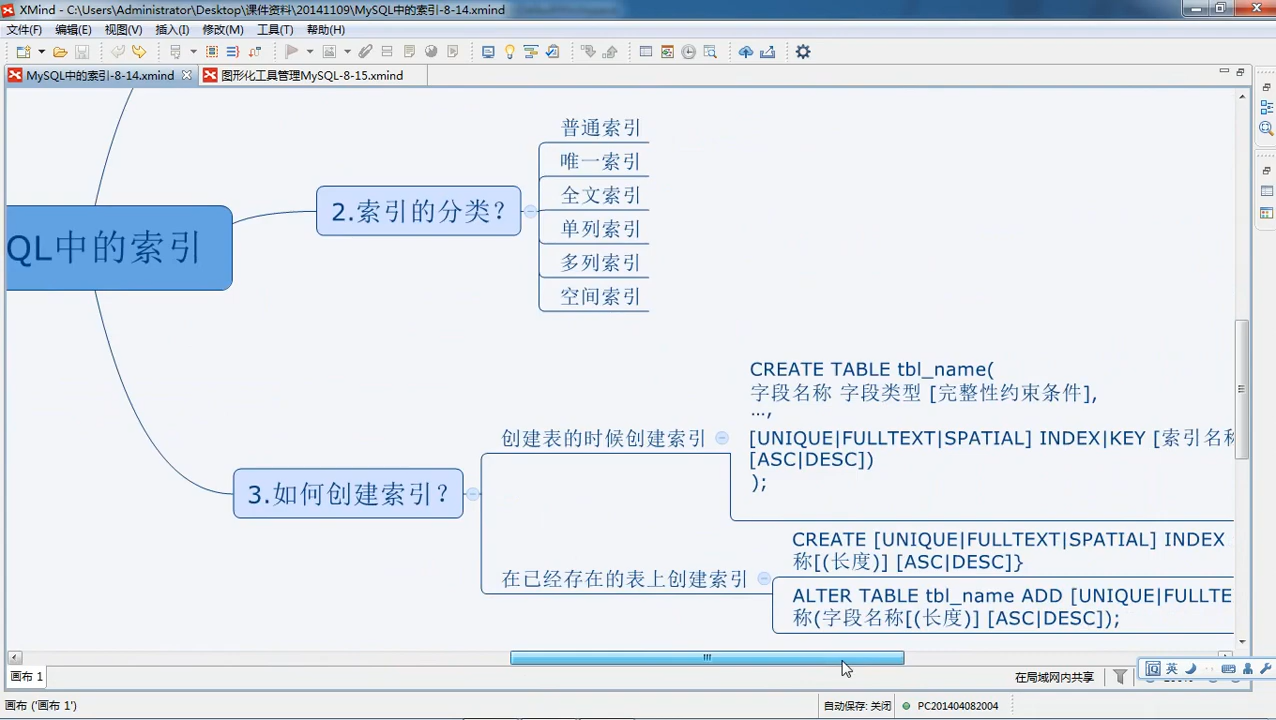 XMind - C:\Users\Administrator\Desktop\课件资料\20141109\MySQL中的索引-8-14.xmind
文件(F) 编辑(E) 视图(V) 插入(I) 修改(M) 工具(T) 帮助(H)
MySQL中的索引-8-14.xmind
图形化工具管理MySQL-8-15.xmind
QL中的索引
2.索引的分类?
普通索引
唯一索引
全文索引
单列索引
多列索引
空间索引
3.如何创建索引?
创建表的时候创建索引
CREATE TABLE tbl_name(
字段名称 字段类型 [完整性约束条件],
...,
[UNIQUE|FULLTEXT|SPATIAL] INDEX|KEY [索引名称
[ASC|DESC])
);
在已经存在的表上创建索引
CREATE [UNIQUE|FULLTEXT|SPATIAL] INDEX
称[(长度)] [ASC|DESC]}
ALTER TABLE tbl_name ADD [UNIQUE|FULLTE
称(字段名称[(长度)] [ASC|DESC]);
画布 1
在局域网内共享
英
画布 ('画布 1')
自动保存: 关闭
PC201404082004